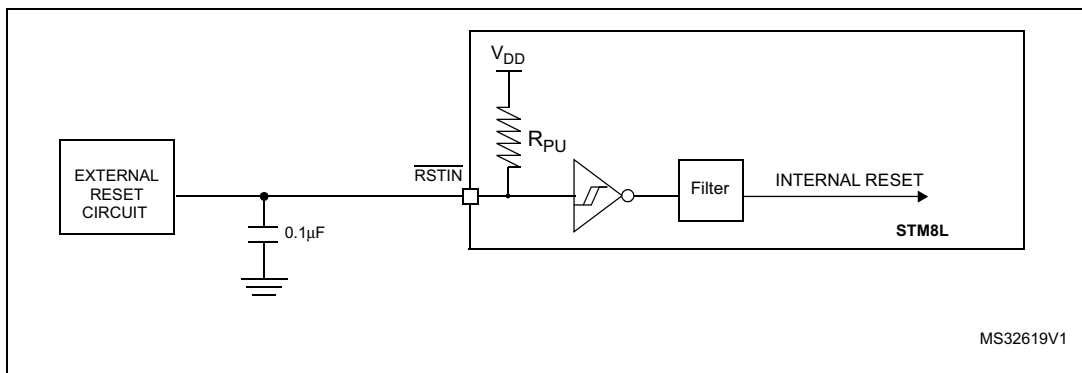 V_DD
R_PU
EXTERNAL
RESET
CIRCUIT
RSTIN
Filter
INTERNAL RESET
0.1µF
STM8L
MS32619V1